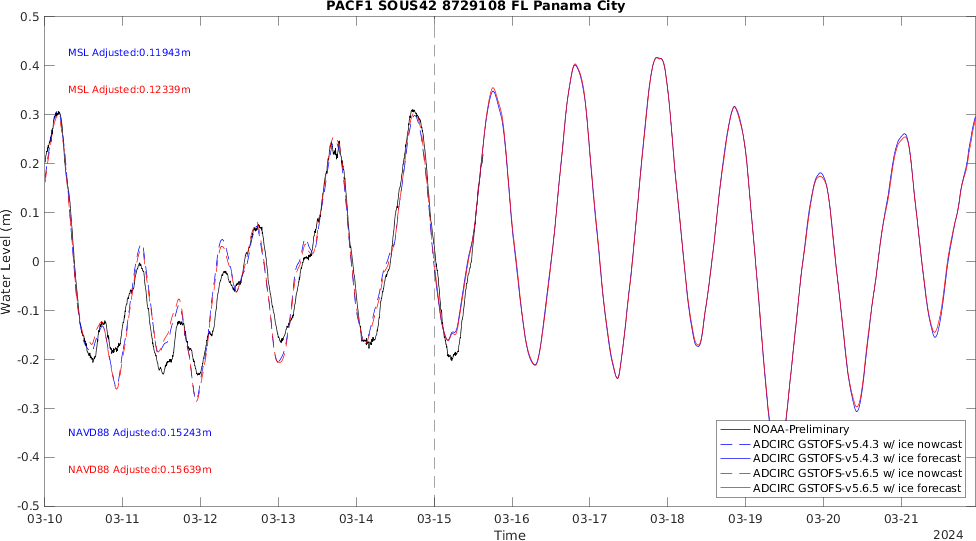 PACF1 SOUS42 8729108 FL Panama City
0.5
0.4
0.3
0.2
0.1
0
-0.1
-0.2
-0.3
-0.4
-0.5
Water Level (m)
MSL Adjusted:0.11943m
MSL Adjusted:0.12339m
NAVD88 Adjusted:0.15243m
NAVD88 Adjusted:0.15639m
NOAA-Preliminary
ADCIRC GSTOFS-v5.4.3 w/ ice nowcast
ADCIRC GSTOFS-v5.4.3 w/ ice forecast
ADCIRC GSTOFS-v5.6.5 w/ ice nowcast
ADCIRC GSTOFS-v5.6.5 w/ ice forecast
03-10 03-11 03-12 03-13 03-14 03-15 03-16 03-17 03-18 03-19 03-20 03-21
Time
2024